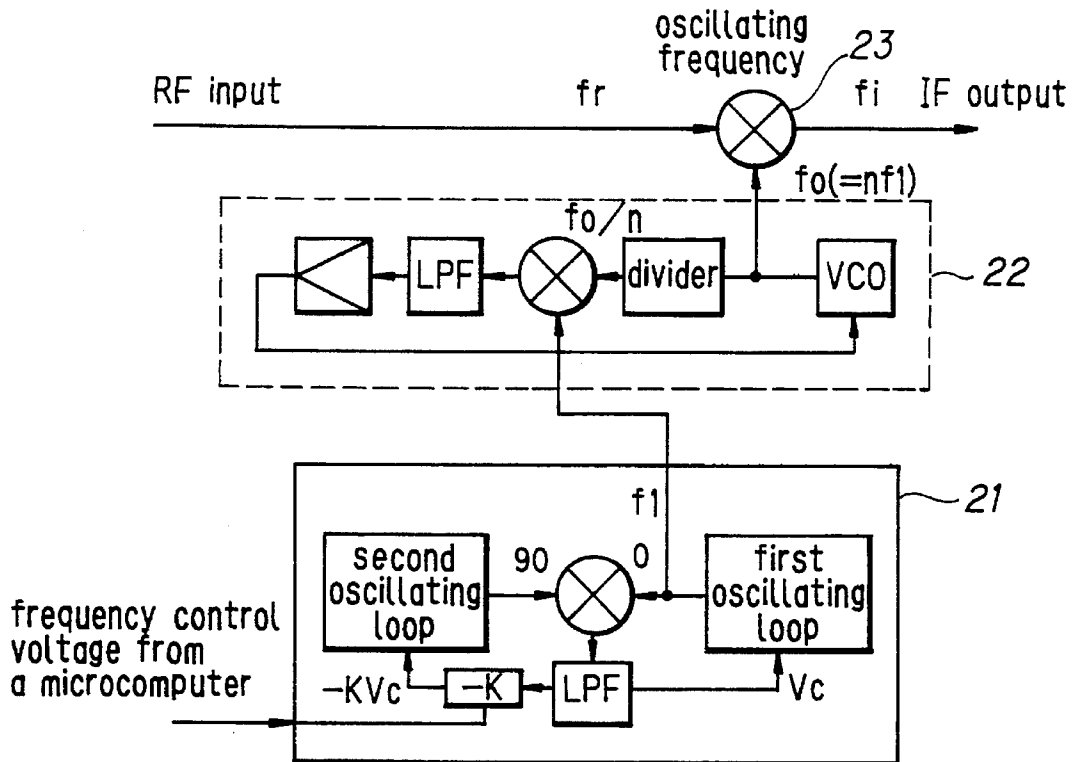 oscillating
frequency
23
RF input
fr
fi
IF output
fo(=nf1)
fo/n
LPF
divider
VCO
22
f1
21
second
oscillating
loop
90
0
first
oscillating
loop
frequency control
voltage from
a microcomputer
-KVc
-K
LPF
Vc